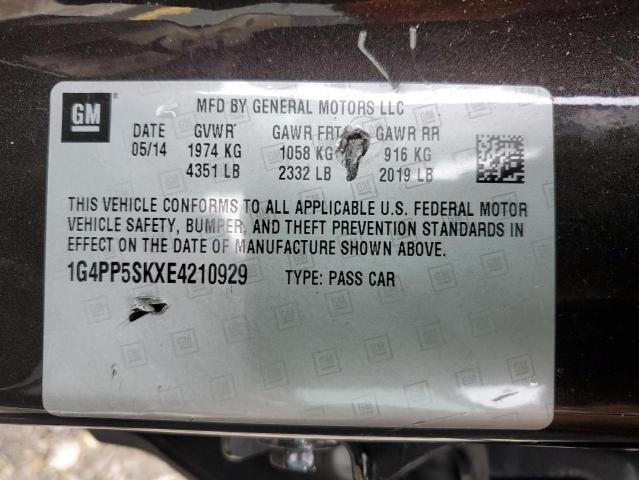 GM ® MFD BY GENERAL MOTORS LLC
DATE GVWR GAWR FRT GAWR RR
05/14 1974 KG 1058 KG 916 KG
4351 LB 2332 LB 2019 LB
THIS VEHICLE CONFORMS TO ALL APPLICABLE U.S. FEDERAL MOTOR
VEHICLE SAFETY, BUMPER, AND THEFT PREVENTION STANDARDS IN
EFFECT ON THE DATE OF MANUFACTURE SHOWN ABOVE.
1G4PP5SKXE4210929 TYPE: PASS CAR